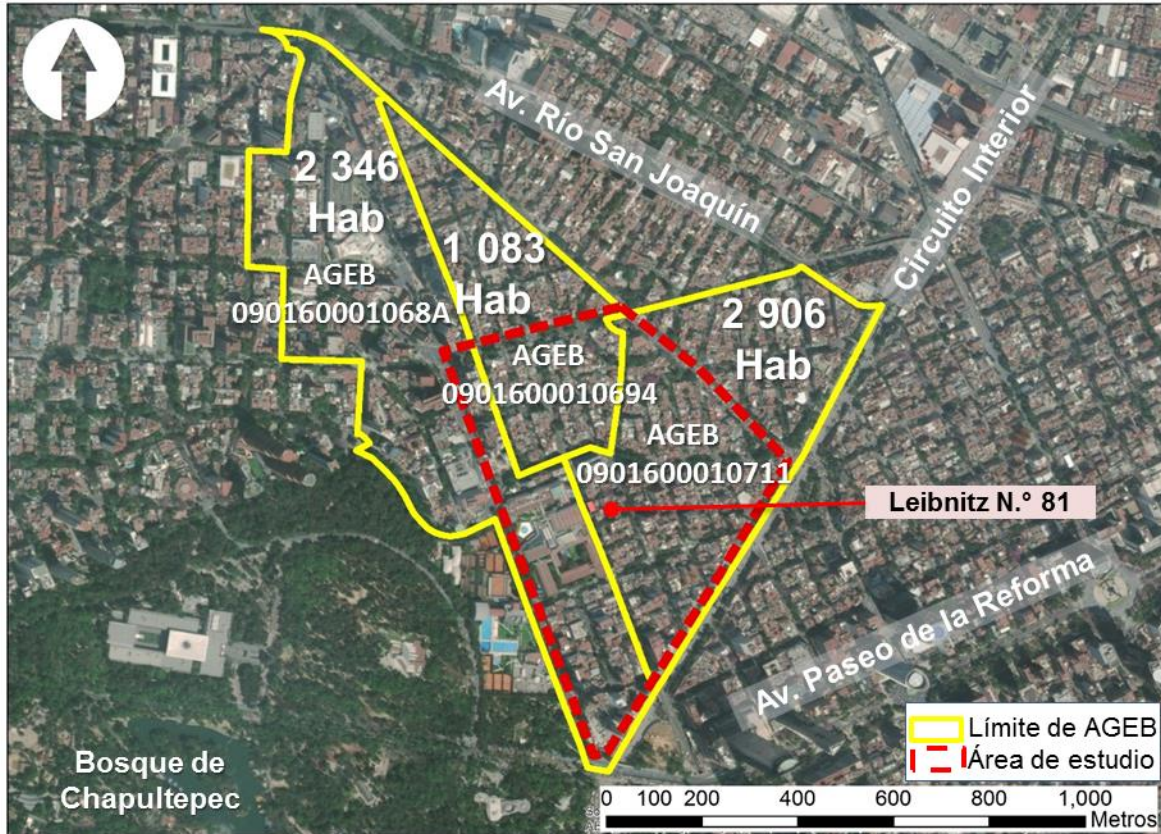 Av. Río San Joaquín
Circuito Interior
2 346
Hab
AGEB
090160001068A
1 083
Hab
AGEB
0901600010694
2 906
Hab
AGEB
0901600010711
Leibnitz N.° 81
Av. Paseo de la Reforma
Bosque de
Chapultepec
Límite de AGEB
Área de estudio
0 100 200 400 600 800 1,000
Metros